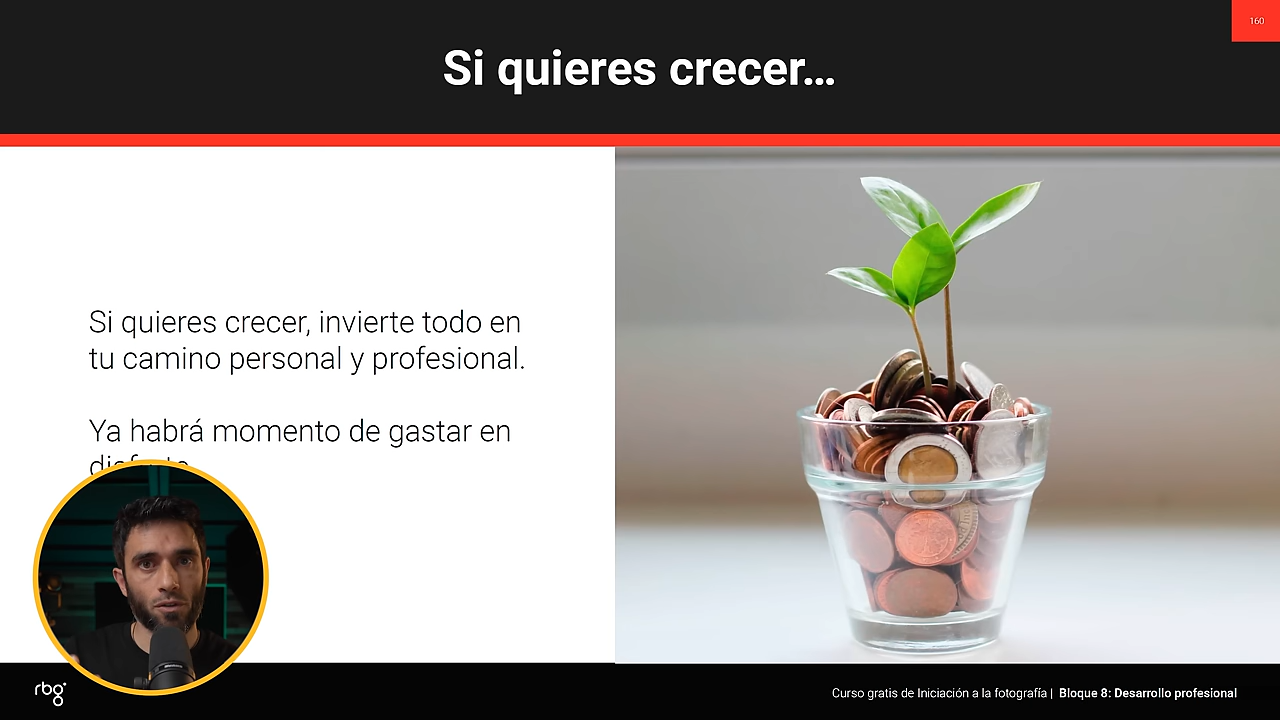 160
Si quieres crecer...
Si quieres crecer, invierte todo en
tu camino personal y profesional.
Ya habrá momento de gastar en
rbg
Curso gratis de Iniciación a la fotografía | Bloque 8: Desarrollo profesional